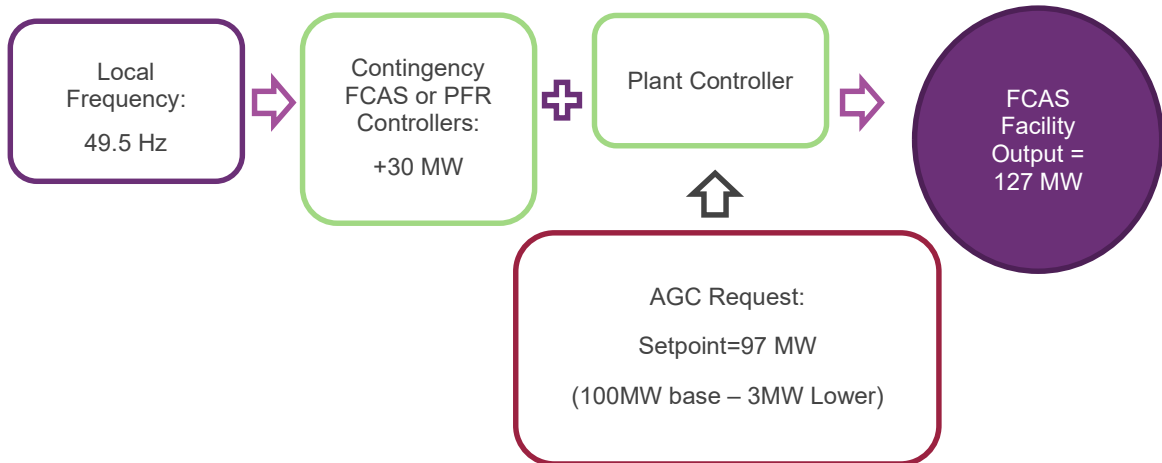 Local
Frequency:
49.5 Hz
Contingency
FCAS or PFR
Controllers:
+30 MW
Plant Controller
FCAS
Facility
Output =
127 MW
AGC Request:
Setpoint=97 MW
(100MW base – 3MW Lower)